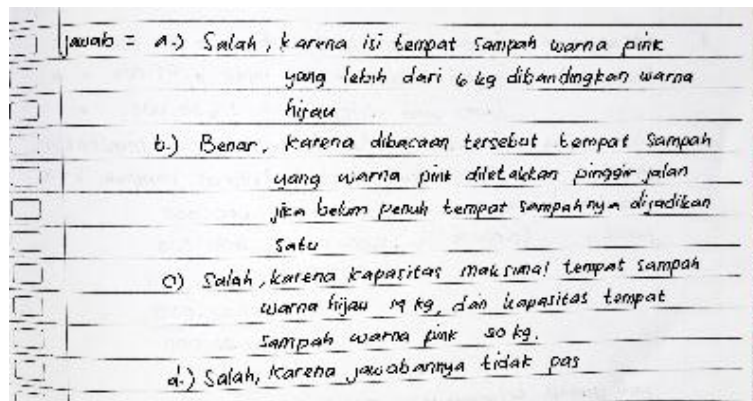 jawab = a.) Salah, karena isi tempat sampah warna pink
yang lebih dari 6 kg dibandingkan warna
hijau
b.) Benar, karena dibacaan tersebut tempat sampah
yang warna pink diletakkan pinggir jalan
jika belum penuh tempat sampahnya dijadikan
satu
c) Salah, karena kapasitas maksimal tempat sampah
warna hijau kg, dan kapasitas tempat
sampah warna pink kg.
d.) Salah, karena jawabannya tidak pas